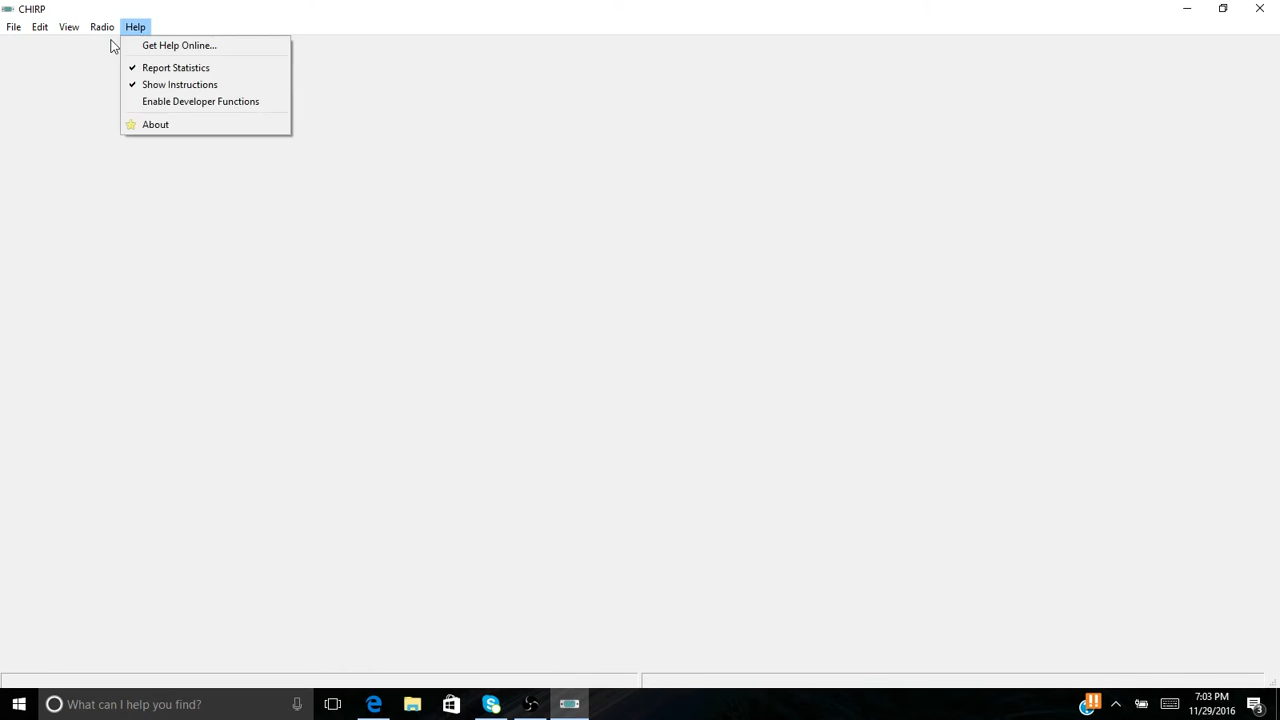 CHIRP
File Edit View Radio Help
Get Help Online...
Report Statistics
Show Instructions
Enable Developer Functions
About
What can I help you find?
7:03 PM
11/29/2016
3